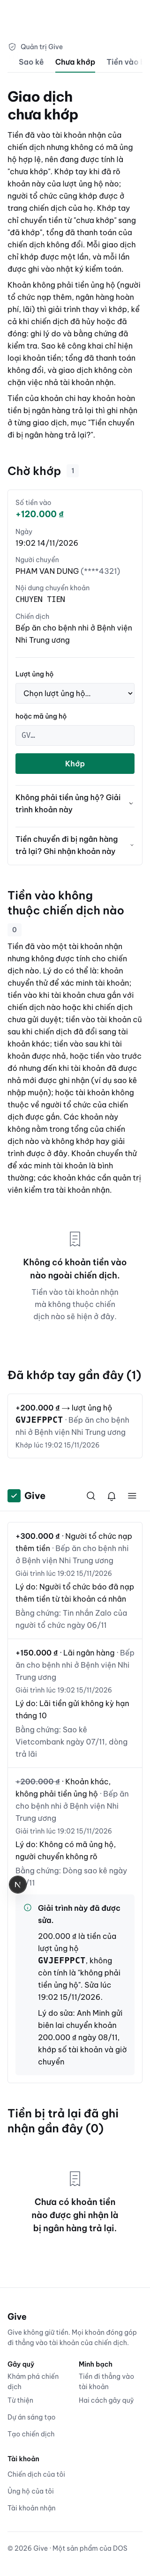 Quản trị Give
Sao kê Chưa khớp Tiền vào
Giao dịch
chưa khớp
Tiền đã vào tài khoản nhận của
chiến dịch nhưng không có mã ủng
hộ hợp lệ, nên đang được tính là
"chưa khớp". Khớp tay khi đã rõ
khoản này của lượt ủng hộ nào;
người tổ chức cũng khớp được ở
trang chiến dịch của họ. Khớp tay
chỉ chuyển tiền từ "chưa khớp" sang
"đã khớp", tổng đã thanh toán của
chiến dịch không đổi. Mỗi giao dịch
chỉ khớp được một lần, và mỗi lần
được ghi vào nhật ký kiểm toán.
Khoản không phải tiền ủng hộ (người
tổ chức nạp thêm, ngân hàng hoàn
phí, lãi) thì giải trình thay vì khớp, kể
cả khi chiến dịch đã hủy hoặc đã
đóng: ghi lý do và bằng chứng đã
kiểm tra. Sao kê công khai chỉ hiện
loại khoản tiền; tổng đã thanh toán
không đổi, và giao dịch không còn
chặn việc nhả tài khoản nhận.
Tiền của khoản chi hay khoản hoàn
tiền bị ngân hàng trả lại thì ghi nhận
ở từng giao dịch, mục "Tiền chuyển
đi bị ngân hàng trả lại?".
Chờ khớp 1
Số tiền vào
+120.000 ₫
Ngày
19:02 14/11/2026
Người chuyển
PHAM VAN DUNG (****4321)
Nội dung chuyển khoản
CHUYEN TIEN
Chiến dịch
Bếp ăn cho bệnh nhi ở Bệnh viện
Nhi Trung ương
Lượt ủng hộ
Chọn lượt ủng hộ...
hoặc mã ủng hộ
GV…
Khớp
Không phải tiền ủng hộ? Giải
trình khoản này
Tiền chuyển đi bị ngân hàng
trả lại? Ghi nhận khoản này
Tiền vào không
thuộc chiến dịch nào
0
Tiền đã vào một tài khoản nhận
nhưng không được tính cho chiến
dịch nào. Lý do có thể là: khoản
chuyển thử để xác minh tài khoản;
tiền vào khi tài khoản chưa gắn với
chiến dịch nào hoặc khi chiến dịch
chưa gửi duyệt; tiền vào tài khoản cũ
sau khi chiến dịch đã đổi sang tài
khoản khác; tiền vào sau khi tài
khoản được nhả, hoặc tiền vào trước
đó nhưng đến khi tài khoản đã được
nhả mới được ghi nhận (ví dụ sao kê
nhập muộn); hoặc tài khoản không
thuộc về người tổ chức của chiến
dịch được gắn. Các khoản này
không nằm trong tổng của chiến
dịch nào và không khớp hay giải
trình được ở đây. Khoản chuyển thử
để xác minh tài khoản là bình
thường; các khoản khác cần quản trị
viên kiểm tra tài khoản nhận.
Không có khoản tiền vào
nào ngoài chiến dịch.
Tiền vào tài khoản nhận
mà không thuộc chiến
dịch nào sẽ hiện ở đây.
Đã khớp tay gần đây (1)
+200.000 ₫ → lượt ủng hộ
GVJEFPPCT · Bếp ăn cho bệnh
nhi ở Bệnh viện Nhi Trung ương
Khớp lúc 19:02 15/11/2026
Give
+300.000 ₫ · Người tổ chức nạp
thêm tiền · Bếp ăn cho bệnh nhi
ở Bệnh viện Nhi Trung ương
Giải trình lúc 19:02 15/11/2026
Lý do: Người tổ chức báo đã nạp
thêm tiền từ tài khoản cá nhân
Bằng chứng: Tin nhắn Zalo của
người tổ chức ngày 06/11
+150.000 ₫ · Lãi ngân hàng · Bếp
ăn cho bệnh nhi ở Bệnh viện Nhi
Trung ương
Giải trình lúc 19:02 15/11/2026
Lý do: Lãi tiền gửi không kỳ hạn
tháng 10
Bằng chứng: Sao kê
Vietcombank ngày 07/11, dòng
trả lãi
+200.000 ₫ · Khoản khác,
không phải tiền ủng hộ · Bếp ăn
cho bệnh nhi ở Bệnh viện Nhi
Trung ương
Giải trình lúc 19:02 15/11/2026
Lý do: Không có mã ủng hộ,
người chuyển không rõ
Bằng chứng: Dòng sao kê ngày
/11
N
Giải trình này đã được
sửa.
200.000 ₫ là tiền của
lượt ủng hộ
GVJEFPPCT, không
còn tính là "không phải
tiền ủng hộ". Sửa lúc
19:02 15/11/2026.
Lý do sửa: Anh Minh gửi
biên lai chuyển khoản
200.000 ₫ ngày 08/11,
khớp số tài khoản và giờ
chuyển
Tiền bị trả lại đã ghi
nhận gần đây (0)
Chưa có khoản tiền
nào được ghi nhận là
bị ngân hàng trả lại.
Give
Give không giữ tiền. Mọi khoản đóng góp
đi thẳng vào tài khoản của chiến dịch.
Gây quỹ
Khám phá chiến
dịch
Từ thiện
Dự án sáng tạo
Tạo chiến dịch
Minh bạch
Tiền đi thẳng vào
tài khoản
Hai cách gây quỹ
Tài khoản
Chiến dịch của tôi
Ủng hộ của tôi
Tài khoản nhận
© 2026 Give · Một sản phẩm của DOS